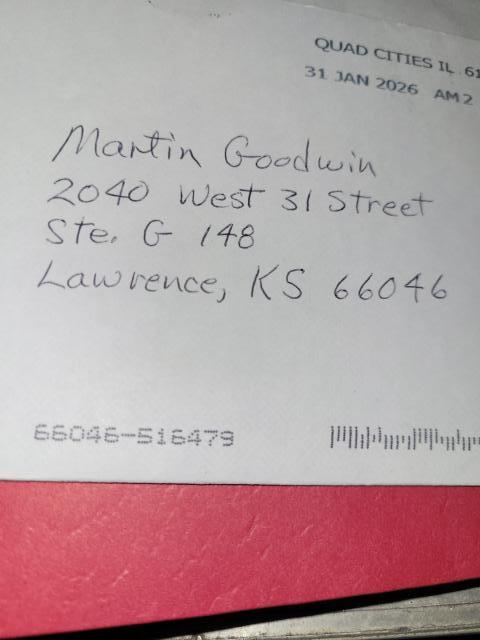 QUAD CITIES IL 61
31 JAN 2026 AM 2
Martin Goodwin
2040 West 31 Street
Ste. G 148
Lawrence, KS 66046
66046-516479